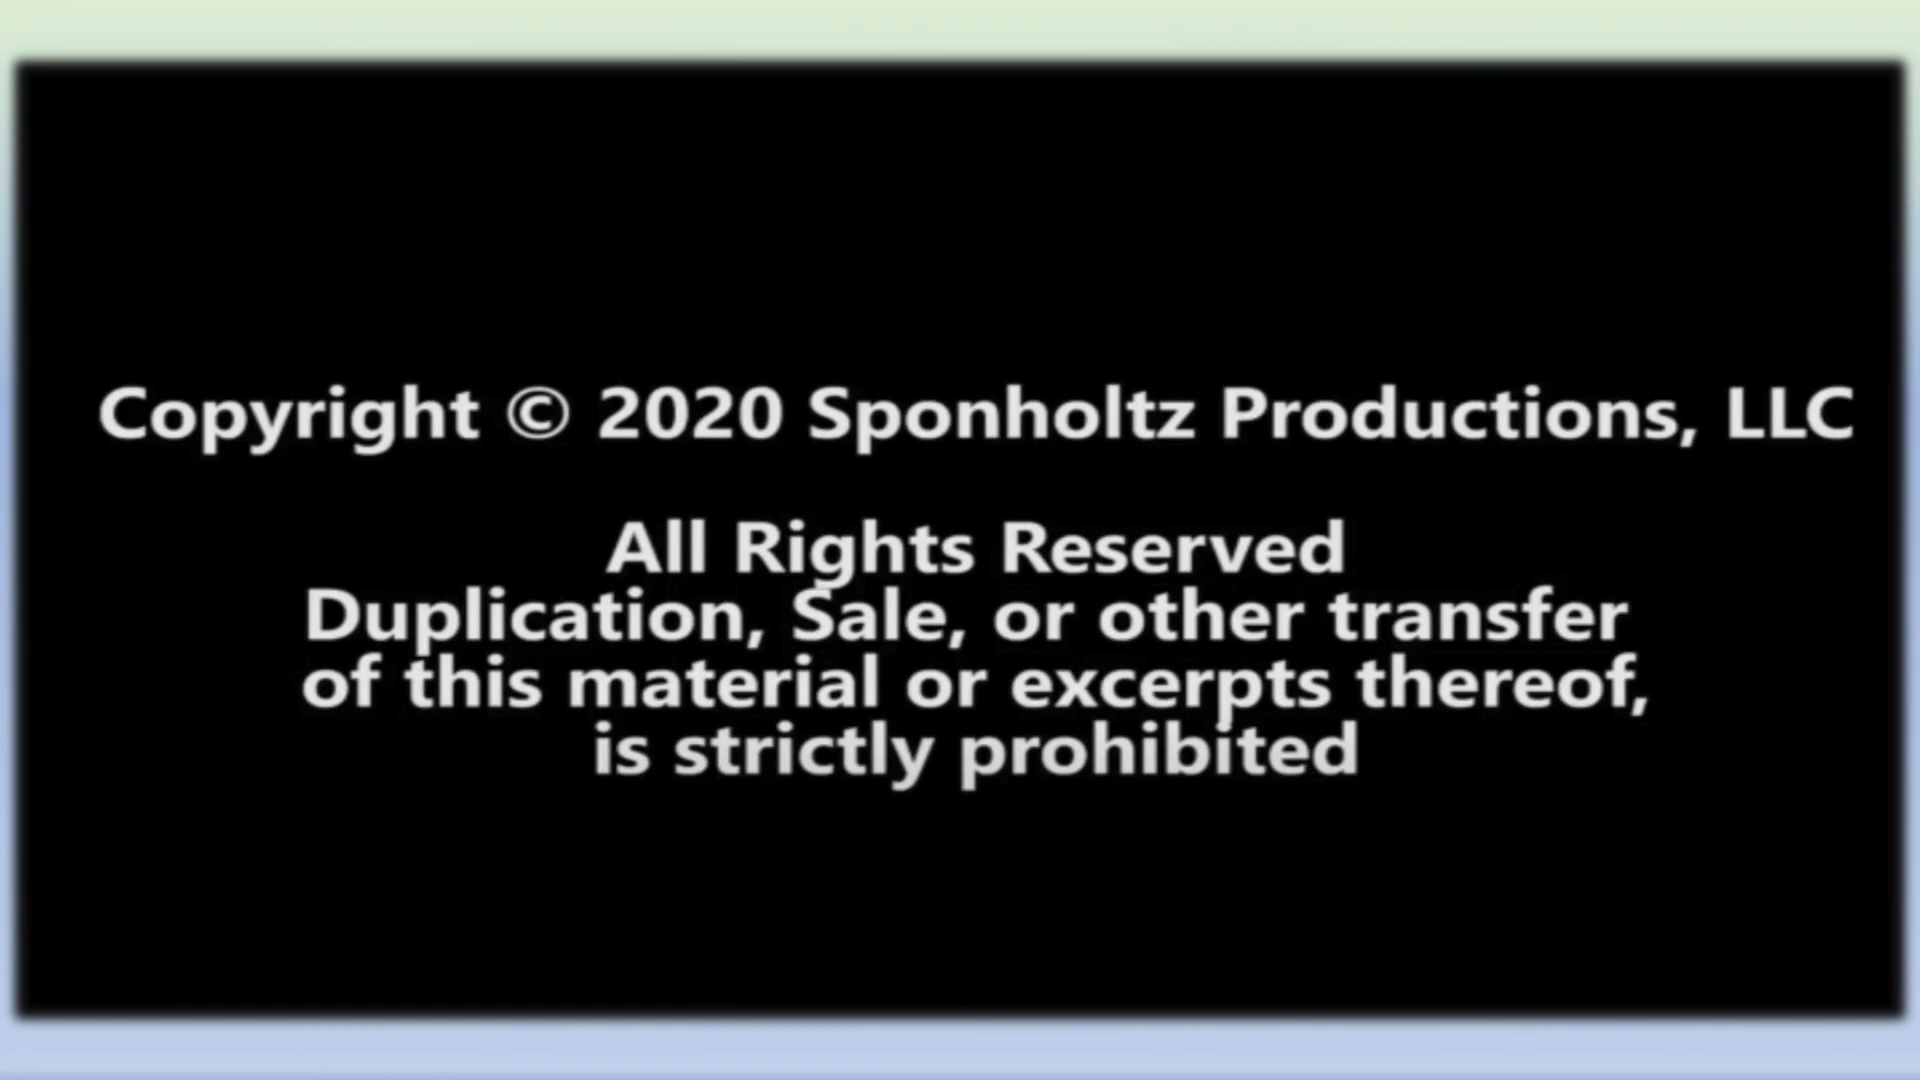 Copyright © 2020 Sponholtz Productions, LLC
All Rights Reserved
Duplication, Sale, or other transfer
of this material or excerpts thereof,
is strictly prohibited